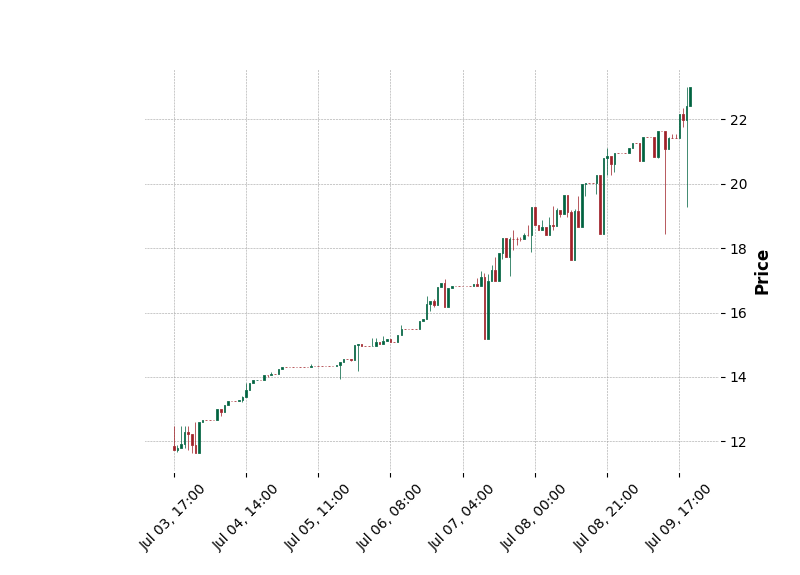 22
20
18
16
14
12
Price
Jul 03, 17:00
Jul 04, 14:00
Jul 05, 11:00
Jul 06, 08:00
Jul 07, 04:00
Jul 08, 00:00
Jul 08, 21:00
Jul 09, 17:00